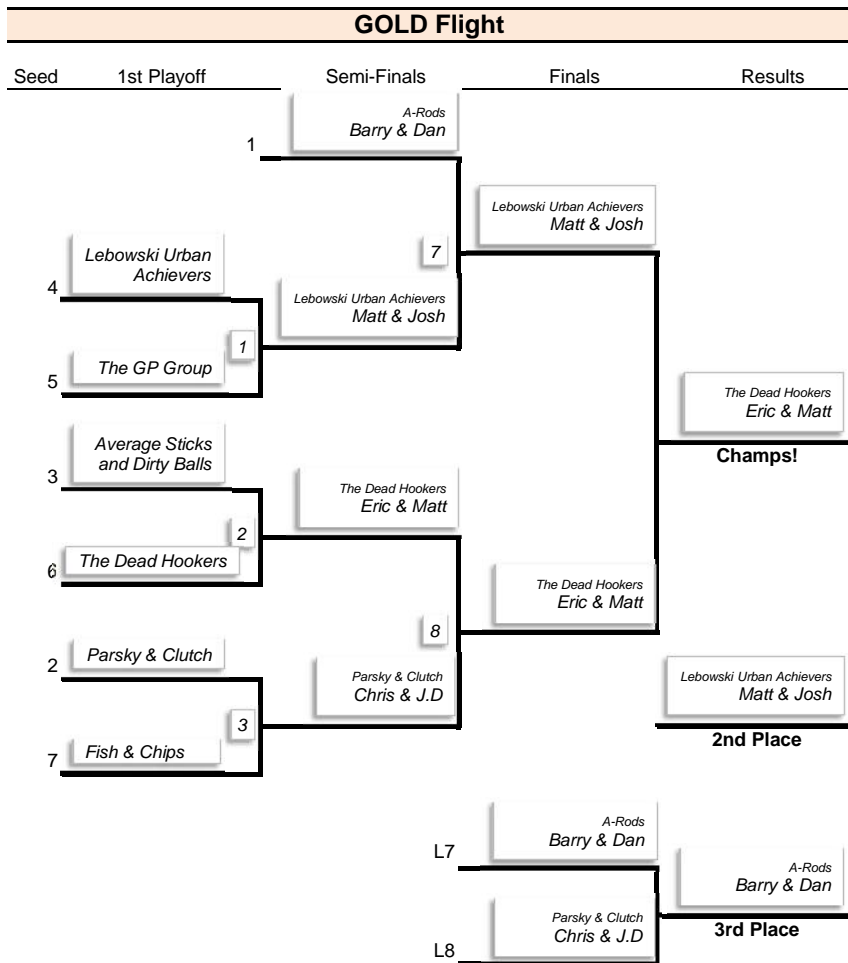 GOLD Flight
Seed 1st Playoff Semi-Finals Finals Results
A-Rods
Barry & Dan
1
Lebowski Urban Achievers
Matt & Josh
7
Lebowski Urban
Achievers
4
Lebowski Urban Achievers
Matt & Josh
1
The GP Group
5
The Dead Hookers
Eric & Matt
Champs!
Average Sticks
and Dirty Balls
3
The Dead Hookers
Eric & Matt
2
The Dead Hookers
6
The Dead Hookers
Eric & Matt
8
Parsky & Clutch
2
Parsky & Clutch
Chris & J.D
3
Lebowski Urban Achievers
Matt & Josh
2nd Place
Fish & Chips
7
A-Rods
Barry & Dan
L7
A-Rods
Barry & Dan
3rd Place
Parsky & Clutch
Chris & J.D
L8